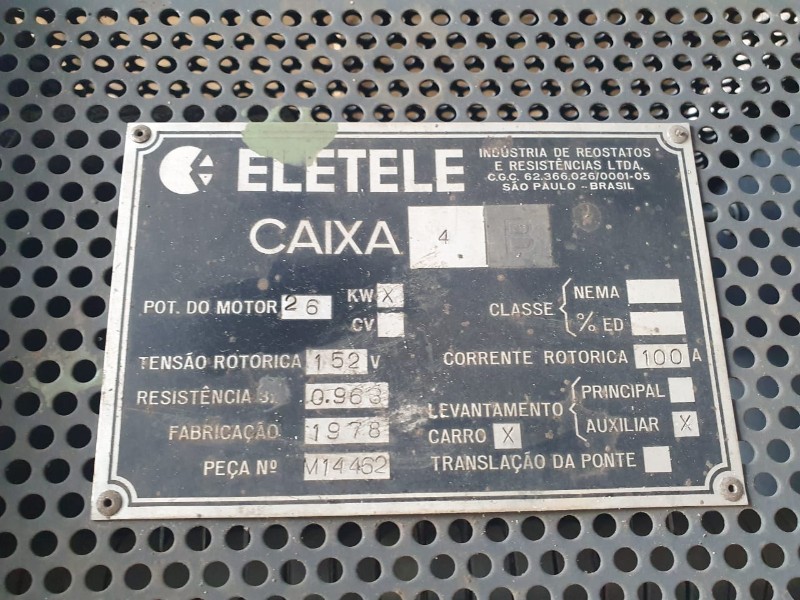 ELETELE
INDÚSTRIA DE REOSTATOS
E RESISTÊNCIAS LTDA.
C.G.C. 62.366.026/0001-05
SÃO PAULO - BRASIL
CAIXA 4
POT. DO MOTOR 26 KW X
CV
CLASSE NEMA
% ED
TENSÃO ROTORICA 152 V
CORRENTE ROTORICA 100 A
RESISTÊNCIA 0.963
FABRICAÇÃO 1978
PEÇA Nº M14462
LEVANTAMENTO PRINCIPAL
AUXILIAR X
CARRO X
TRANSLAÇÃO DA PONTE